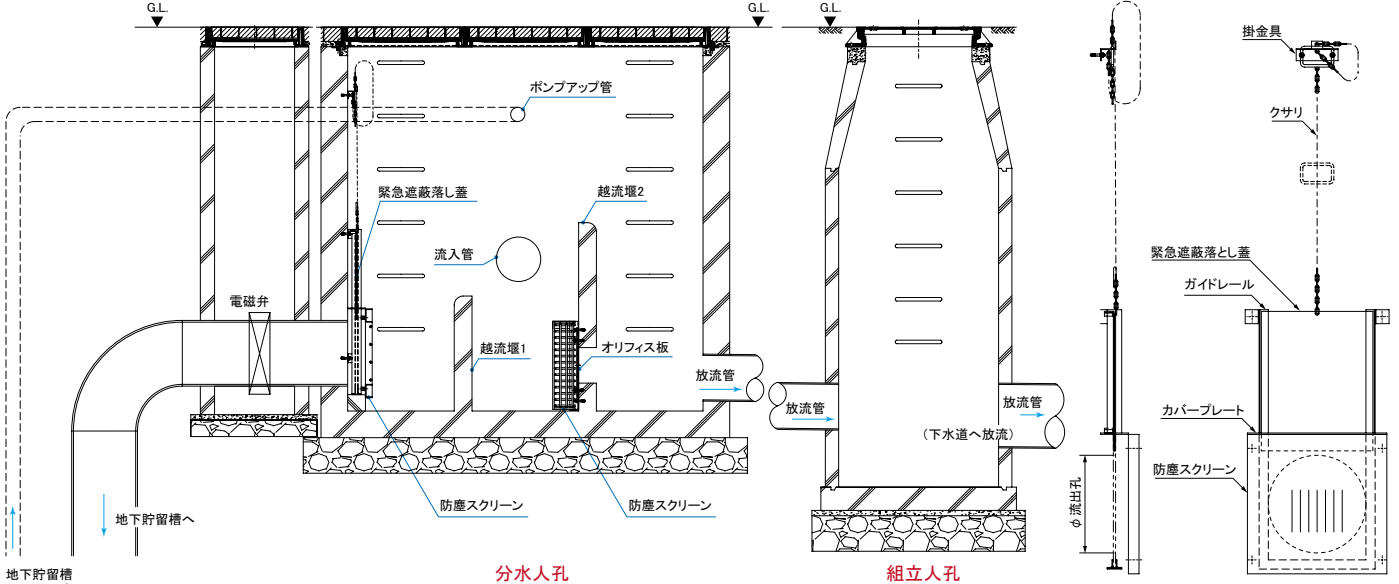 G.L.
G.L.
G.L.
ポンプアップ管
緊急遮蔽落し蓋
越流堰2
流入管
電磁弁
越流堰1
オリフィス板
放流管
防塵スクリーン
防塵スクリーン
地下貯留槽へ
地下貯留槽
分水人孔
放流管
放流管
(下水道へ放流)
組立人孔
掛金具
クサリ
緊急遮蔽落とし蓋
ガイドレール
カバープレート
防塵スクリーン
φ流出孔